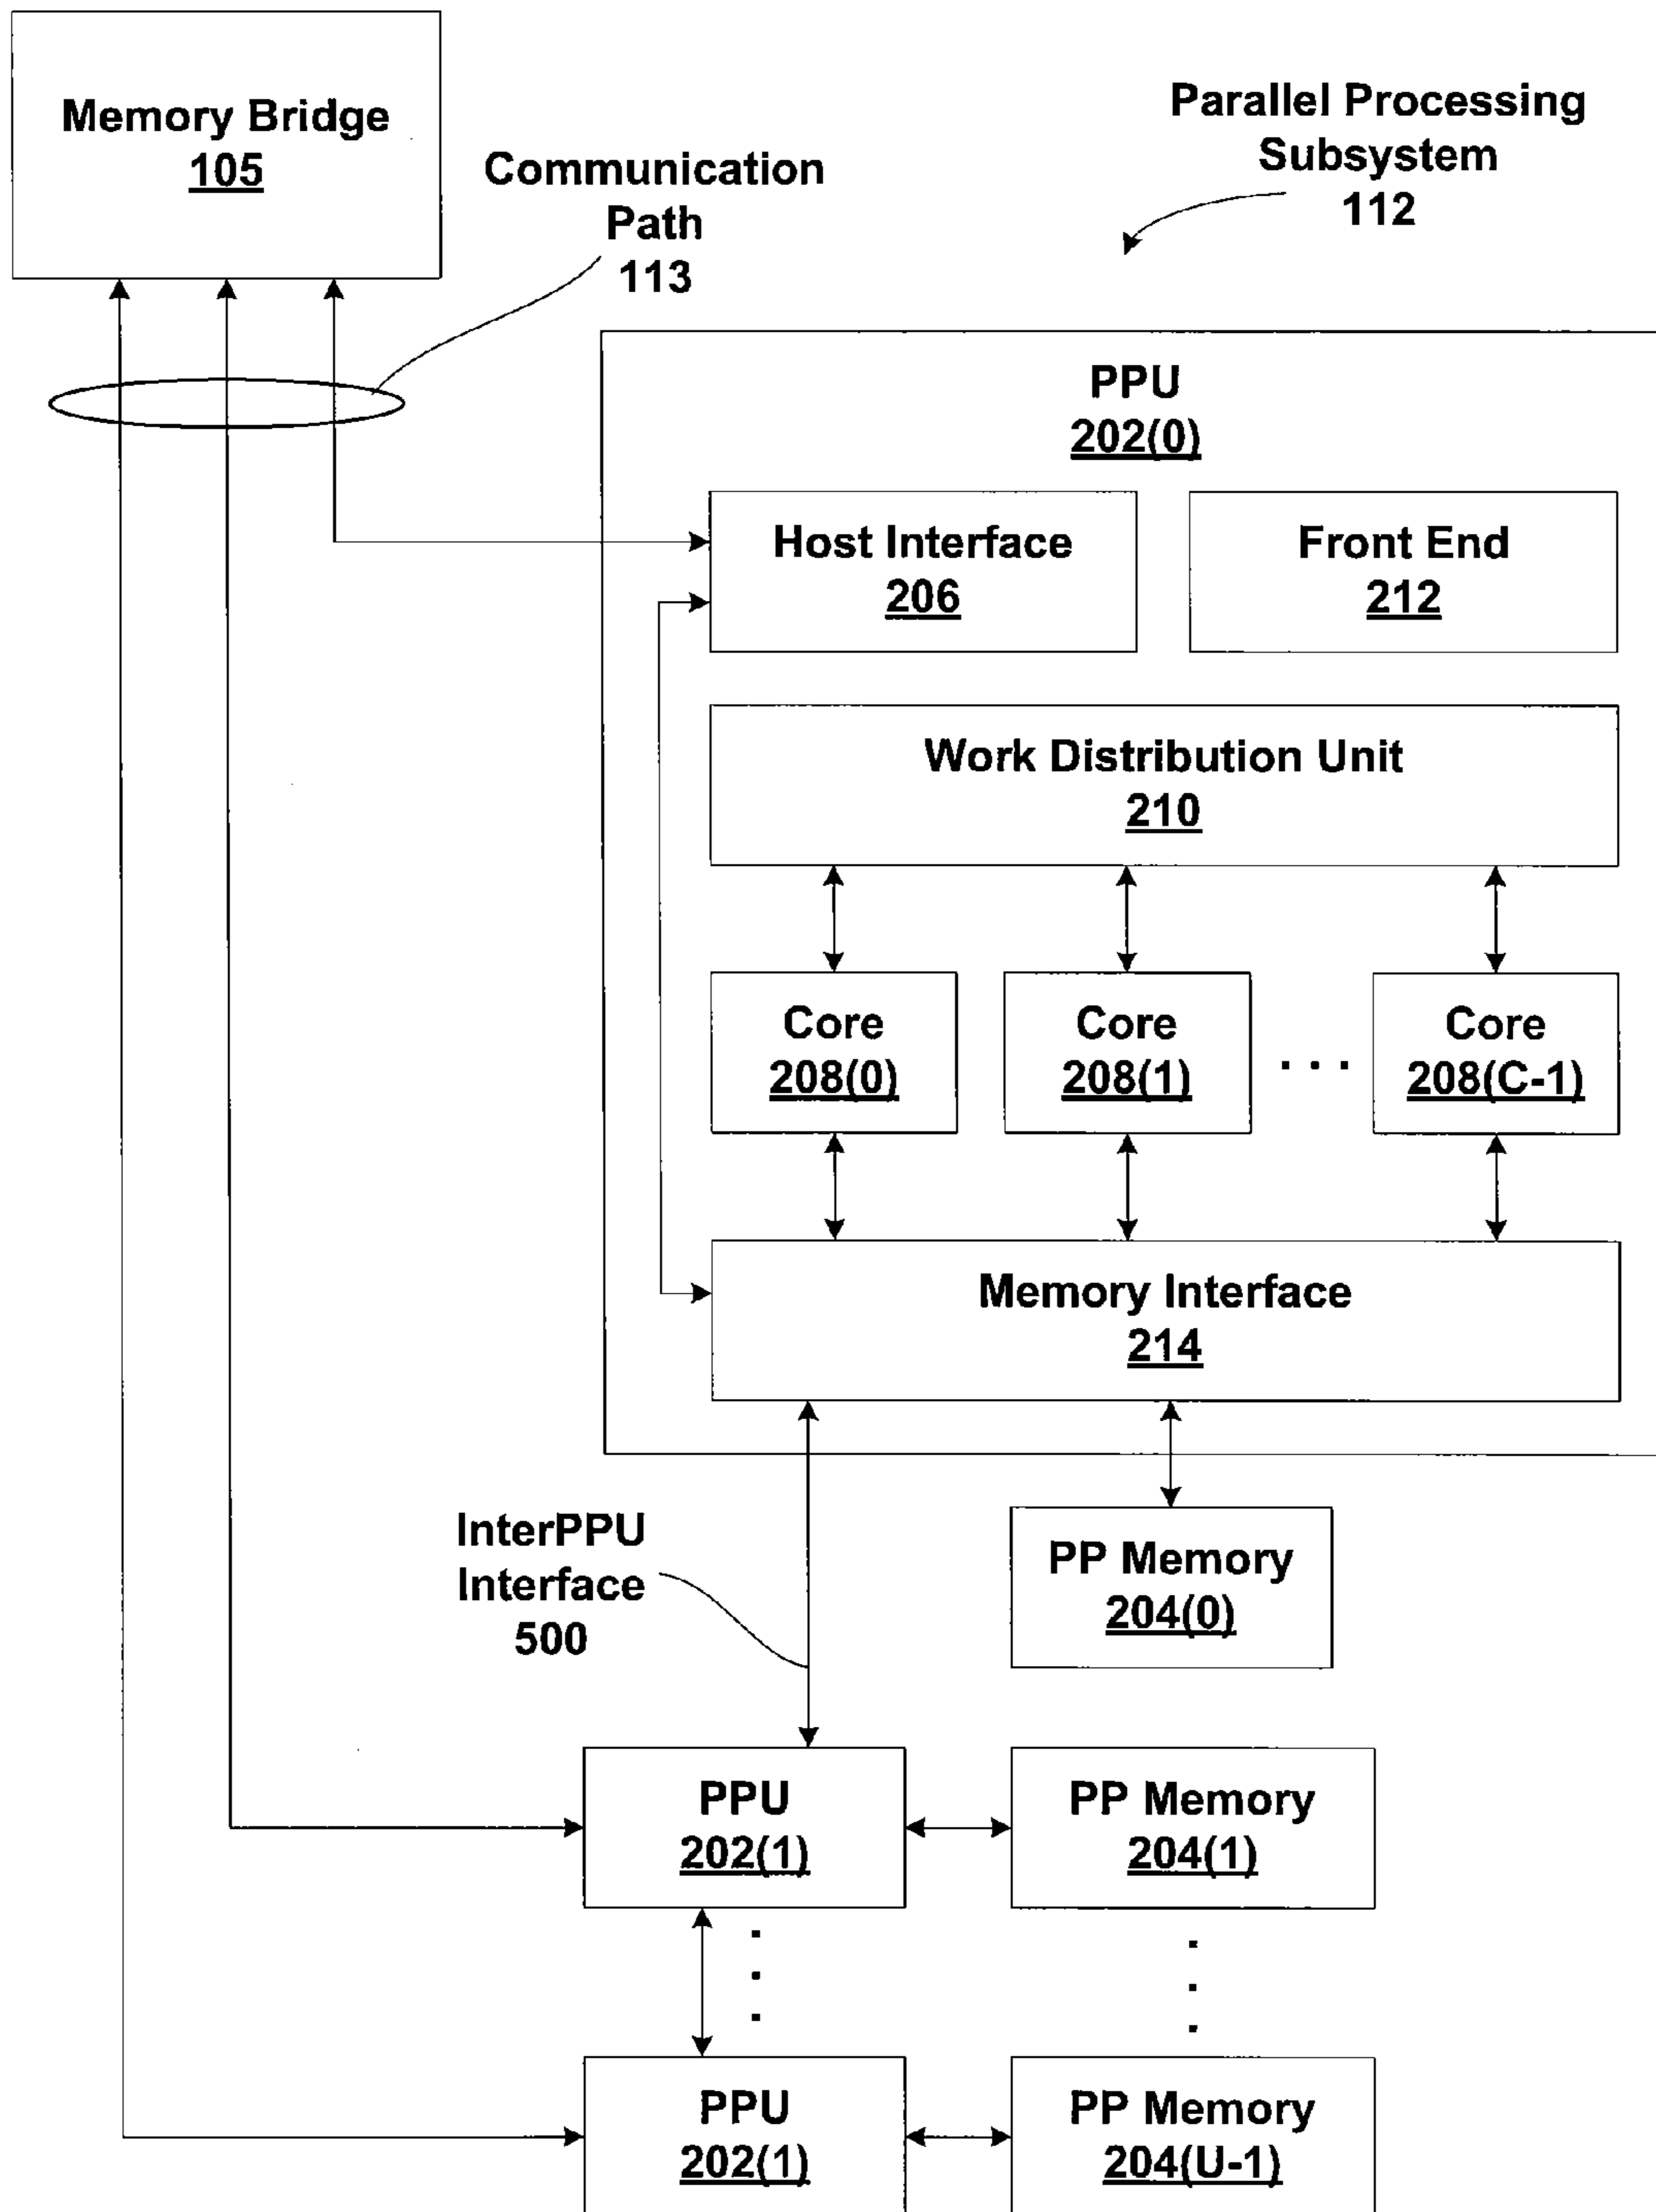 Memory Bridge
105
Communication
Path
113
Parallel Processing
Subsystem
112
PPU
202(0)
Host Interface
206
Front End
212
Work Distribution Unit
210
Core
208(0)
Core
208(1)
. . .
Core
208(C-1)
Memory Interface
214
InterPPU
Interface
500
PP Memory
204(0)
PPU
202(1)
PP Memory
204(1)
PPU
202(1)
PP Memory
204(U-1)